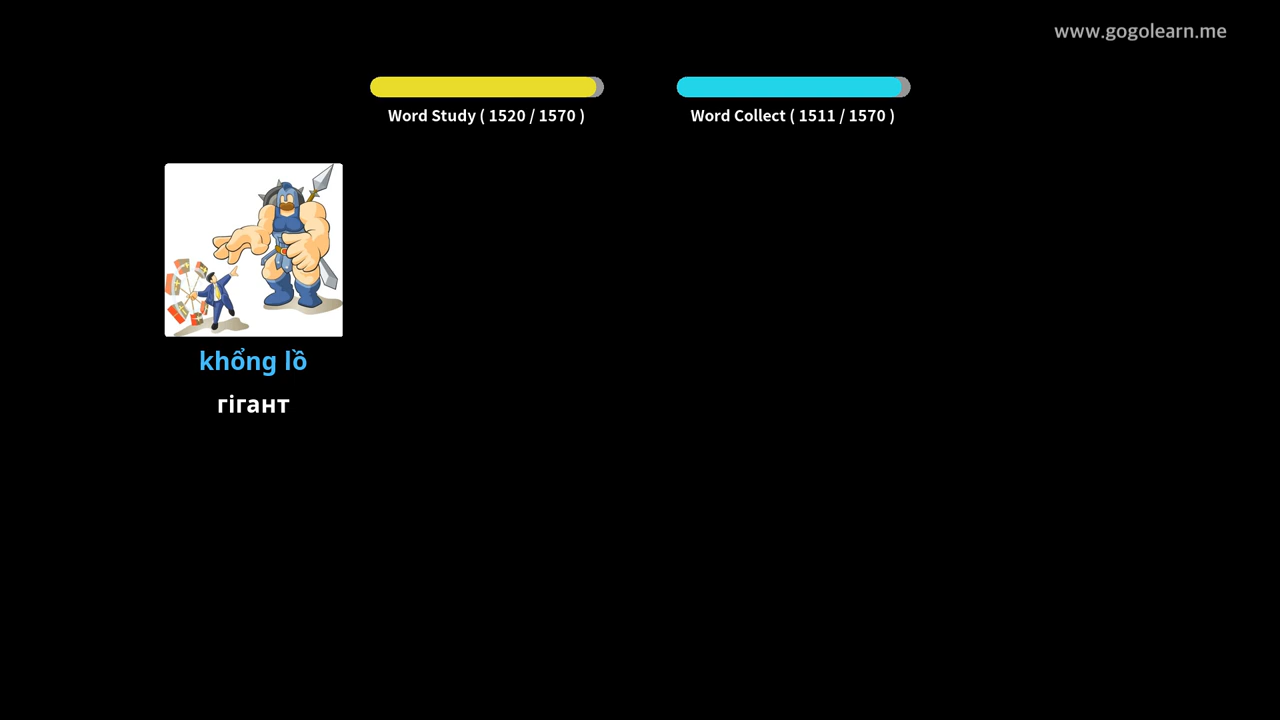 www.gogolearn.me
Word Study ( 1520 / 1570 )
Word Collect ( 1511 / 1570 )
khổng lồ
гігант